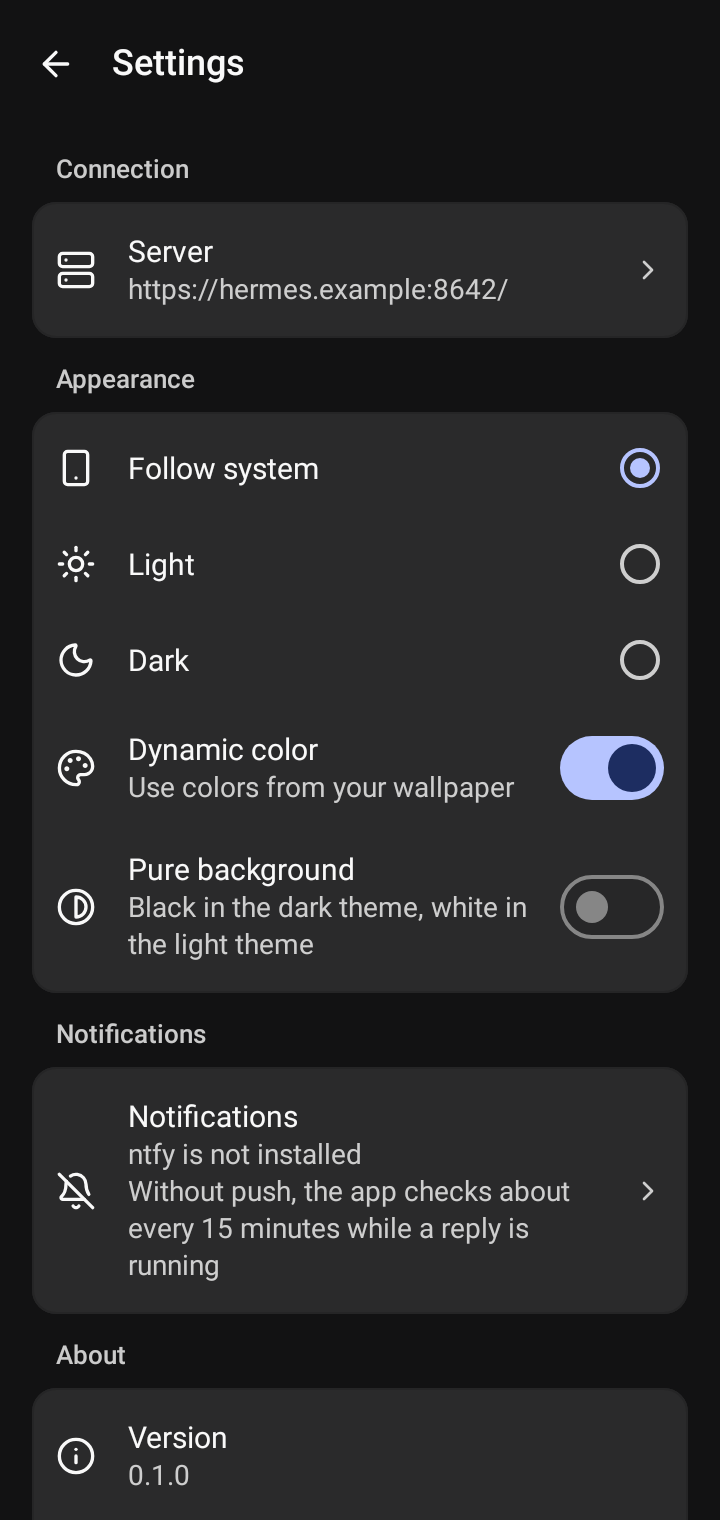 Settings
Connection
Server
https://hermes.example:8642/
Appearance
Follow system
Light
Dark
Dynamic color
Use colors from your wallpaper
Pure background
Black in the dark theme, white in
the light theme
Notifications
Notifications
ntfy is not installed
Without push, the app checks about
every 15 minutes while a reply is
running
About
Version
0.1.0